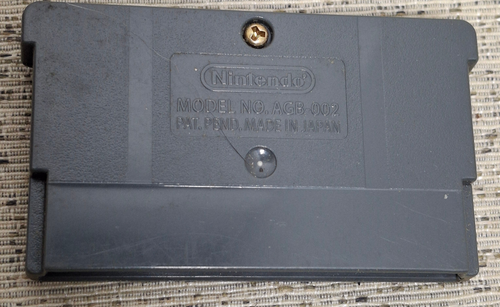 Nintendo
MODEL NO. AGB-002
PAT. PEND. MADE IN JAPAN